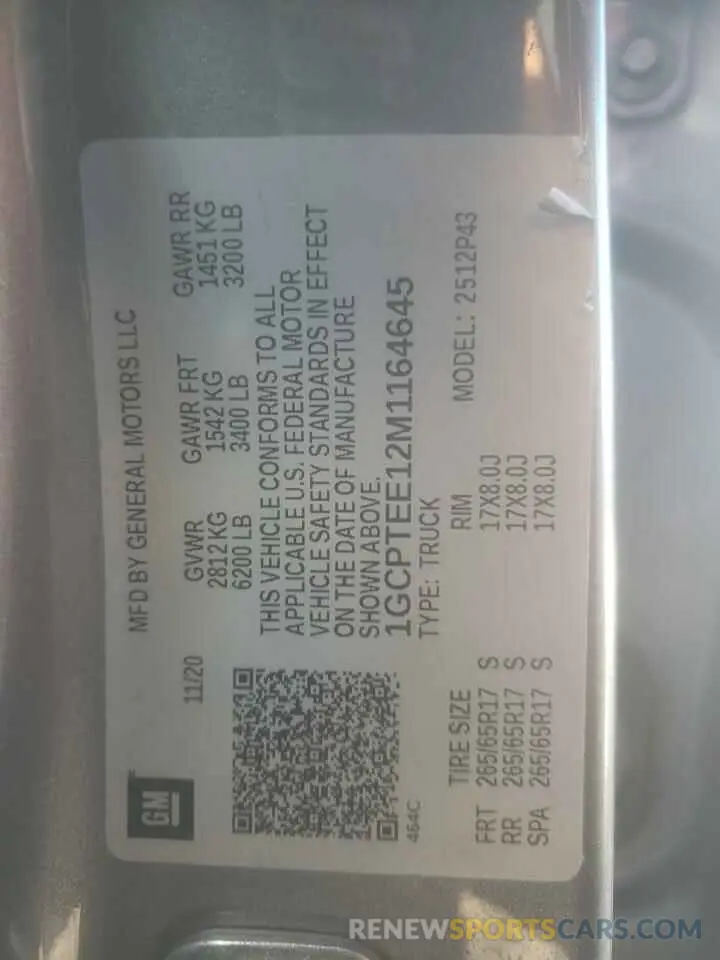 GM
11/20
MFD BY GENERAL MOTORS LLC
GVWR GAWR FRT GAWR RR
2812 KG 1542 KG 1451 KG
6200 LB 3400 LB 3200 LB
THIS VEHICLE CONFORMS TO ALL
APPLICABLE U.S. FEDERAL MOTOR
VEHICLE SAFETY STANDARDS IN EFFECT
ON THE DATE OF MANUFACTURE
SHOWN ABOVE.
1GCPTEE12M1164645
464C
TYPE: TRUCK
MODEL: 2512P43
TIRE SIZE RIM
FRT 265/65R17 S 17X8.0J
RR 265/65R17 S 17X8.0J
SPA 265/65R17 S 17X8.0J
RENEWSPORTSCARS.COM